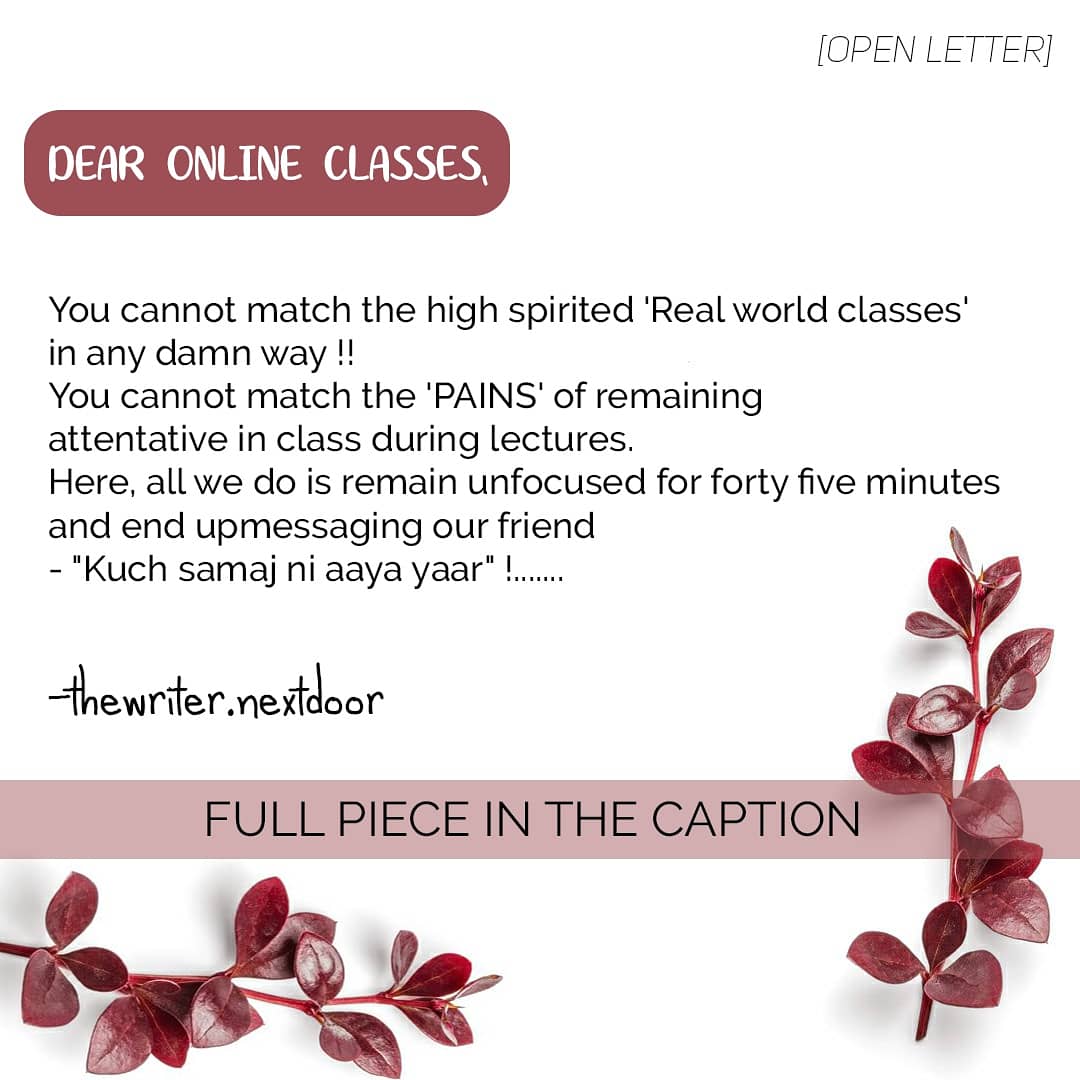 [OPEN LETTER]
DEAR ONLINE CLASSES,
You cannot match the high spirited 'Real world classes'
in any damn way !!
You cannot match the 'PAINS' of remaining
attentative in class during lectures.
Here, all we do is remain unfocused for forty five minutes
and end upmessaging our friend
- "Kuch samaj ni aaya yaar" !.......
-thewriter.nextdoor
FULL PIECE IN THE CAPTION